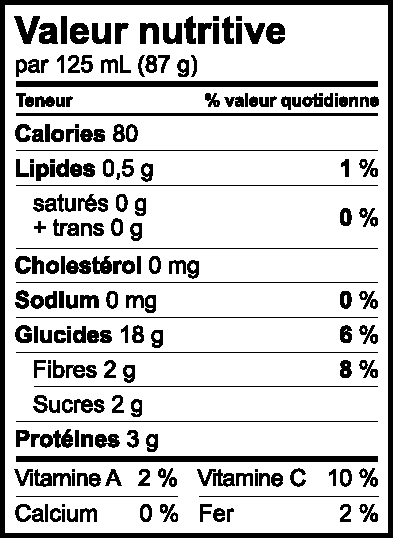 Valeur nutritive
par 125 mL (87 g)
Teneur % valeur quotidienne
Calories 80
Lipides 0,5 g 1 %
saturés 0 g
+ trans 0 g 0 %
Cholestérol 0 mg
Sodium 0 mg 0 %
Glucides 18 g 6 %
Fibres 2 g 8 %
Sucres 2 g
Protéines 3 g
Vitamine A 2 % Vitamine C 10 %
Calcium 0 % Fer 2 %